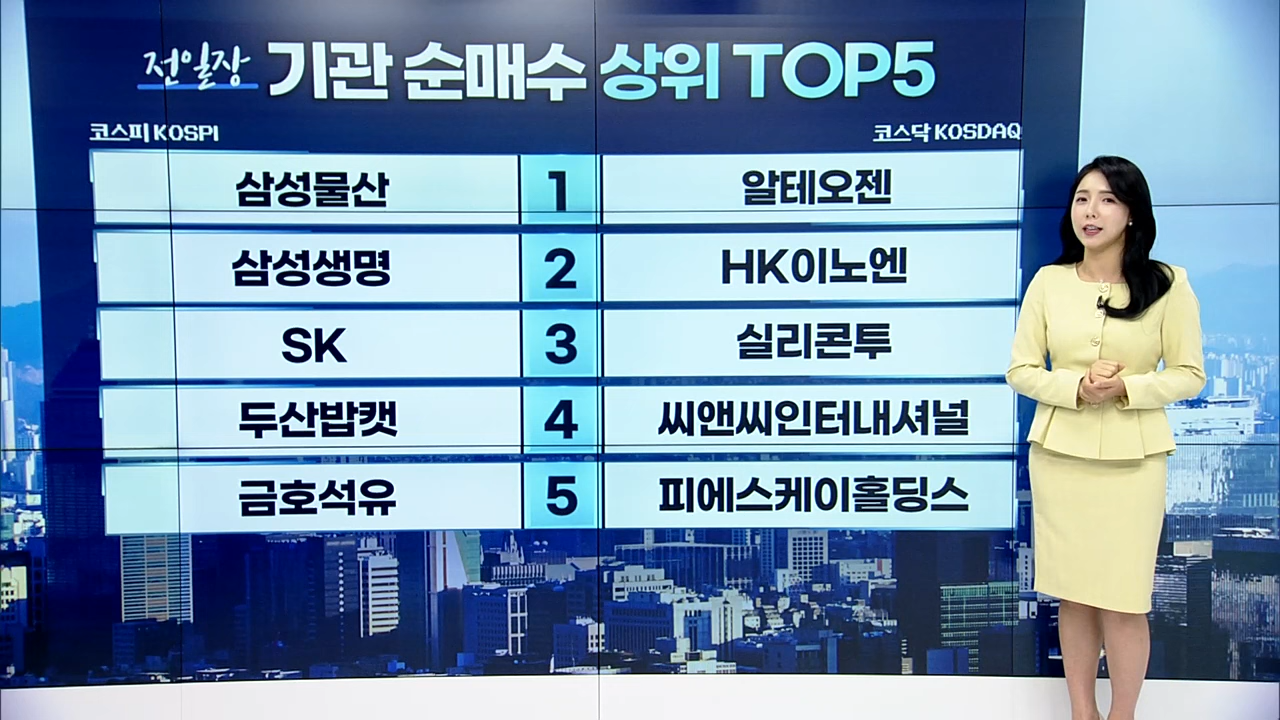 전일장 기관 순매수 상위 TOP5
코스피 KOSPI 코스닥 KOSDAQ
삼성물산 1 알테오젠
삼성생명 2 HK이노엔
SK 3 실리콘투
두산밥캣 4 씨앤씨인터내셔널
금호석유 5 피에스케이홀딩스